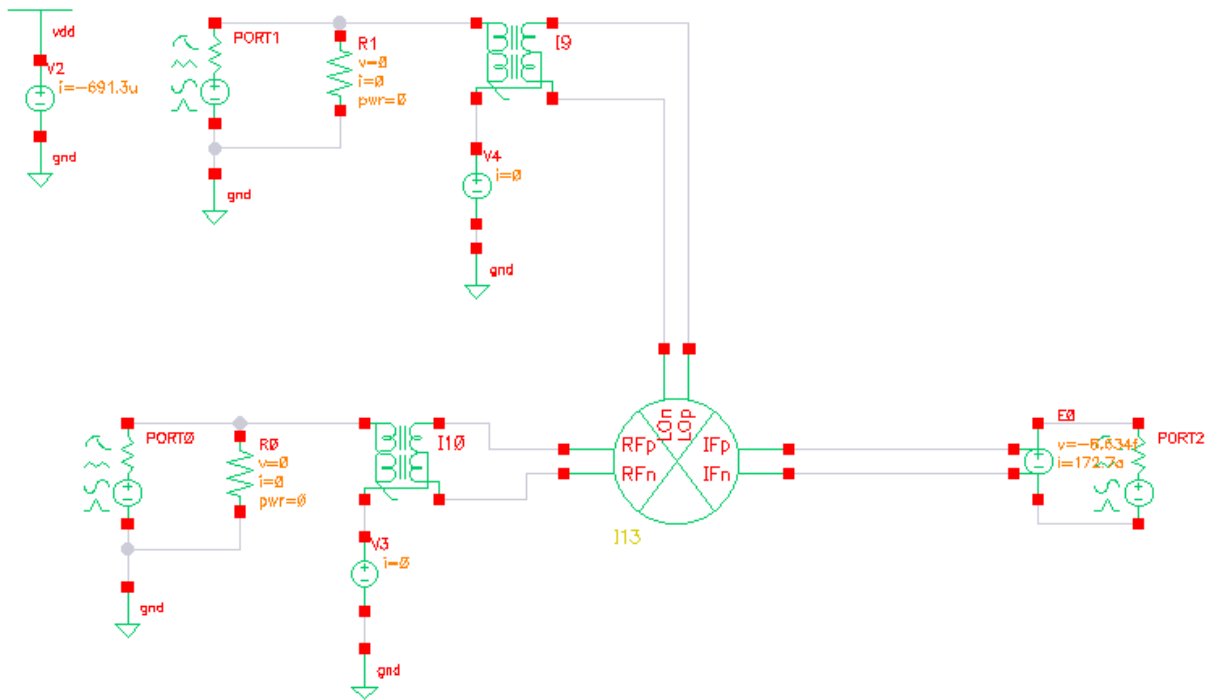 vdd
V2
i=-691.3u
gnd
PORT1
R1
v=0
i=0
pwr=0
gnd
I9
V4
i=0
gnd
LOn
LOp
RFp
RFn
IFp
IFn
I13
PORT0
R0
v=0
i=0
pwr=0
gnd
I10
V3
i=0
gnd
E0
PORT2